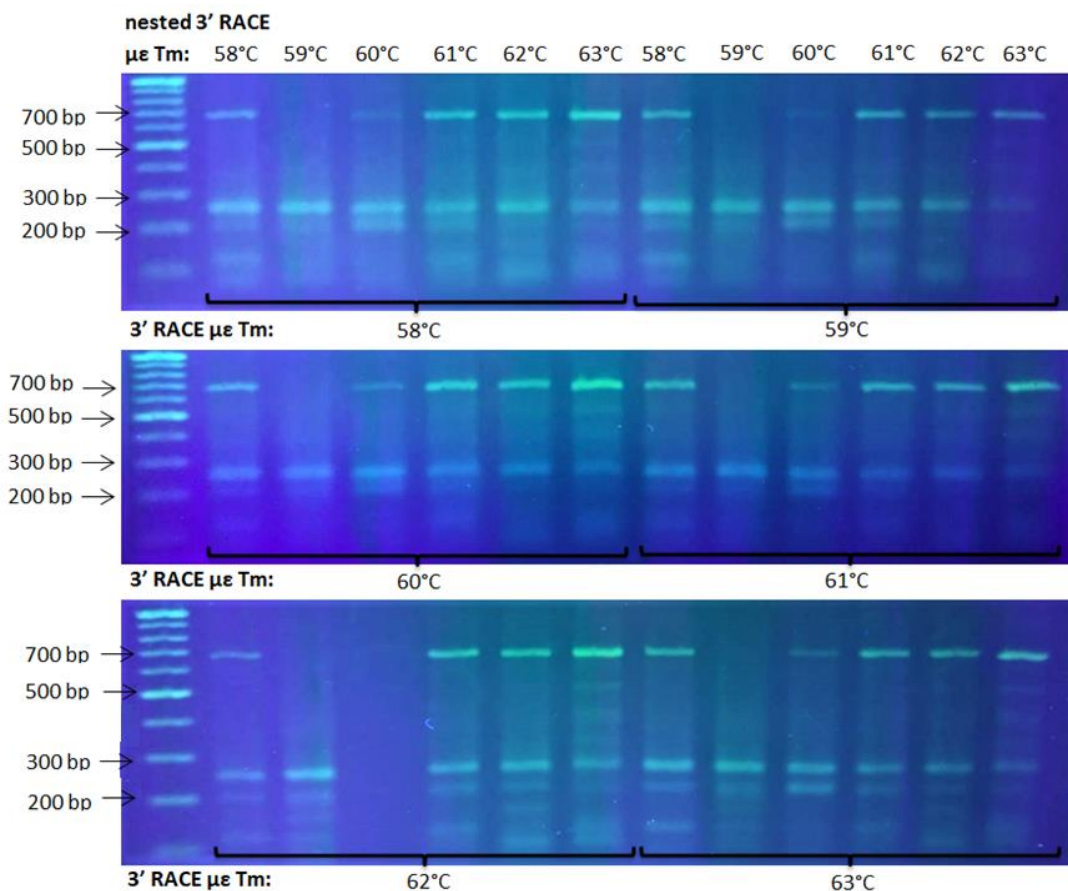 nested 3’ RACE
με Tm: 58°C 59°C 60°C 61°C 62°C 63°C 58°C 59°C 60°C 61°C 62°C 63°C
700 bp
500 bp
300 bp
200 bp
3’ RACE με Tm: 58°C 59°C
700 bp
500 bp
300 bp
200 bp
3’ RACE με Tm: 60°C 61°C
700 bp
500 bp
300 bp
200 bp
3’ RACE με Tm: 62°C 63°C